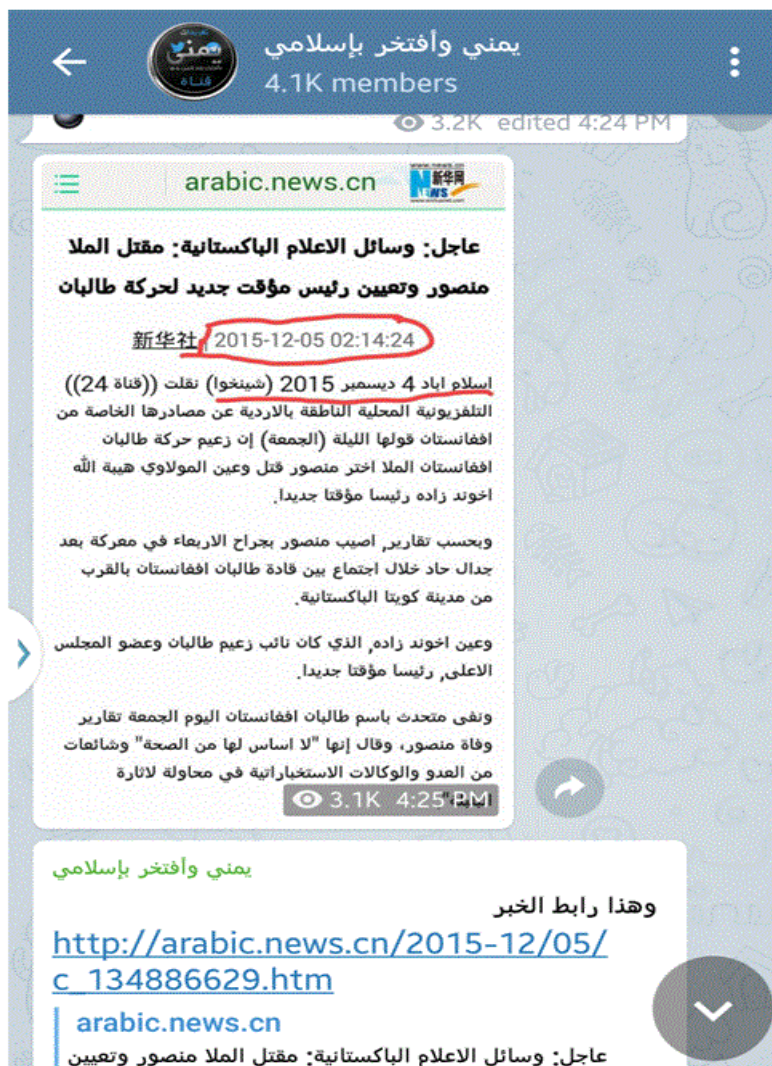 يمني وأفتخر بإسلامي
4.1K members
3.2K edited 4:24 PM
arabic.news.cn
www.news.cn
新华网
NEWS
عاجل: وسائل الاعلام الباكستانية: مقتل الملا
منصور وتعيين رئيس مؤقت جديد لحركة طالبان
新华社 2015-12-05 02:14:24
اسلام اباد 4 ديسمبر 2015 (شينخوا) نقلت ((قناة 24))
التلفزيونية المحلية الناطقة بالاردية عن مصادرها الخاصة من
افغانستان قولها الليلة (الجمعة) إن زعيم حركة طالبان
افغانستان الملا اختر منصور قتل وعين المولاوي هيبة الله
اخوند زاده رئيسا مؤقتا جديدا.
وبحسب تقارير, اصيب منصور بجراح الاربعاء في معركة بعد
جدال حاد خلال اجتماع بين قادة طالبان افغانستان بالقرب
من مدينة كويتا الباكستانية.
وعين اخوند زاده, الذي كان نائب زعيم طالبان وعضو المجلس
الاعلى, رئيسا مؤقتا جديدا.
ونفى متحدث باسم طالبان افغانستان اليوم الجمعة تقارير
وفاة منصور، وقال إنها "لا اساس لها من الصحة" وشائعات
من العدو والوكالات الاستخباراتية في محاولة لاثارة
3.1K 4:25 PM
يمني وأفتخر بإسلامي
وهذا رابط الخبر
http://arabic.news.cn/2015-12/05/
c_134886629.htm
arabic.news.cn
عاجل: وسائل الاعلام الباكستانية: مقتل الملا منصور وتعيين